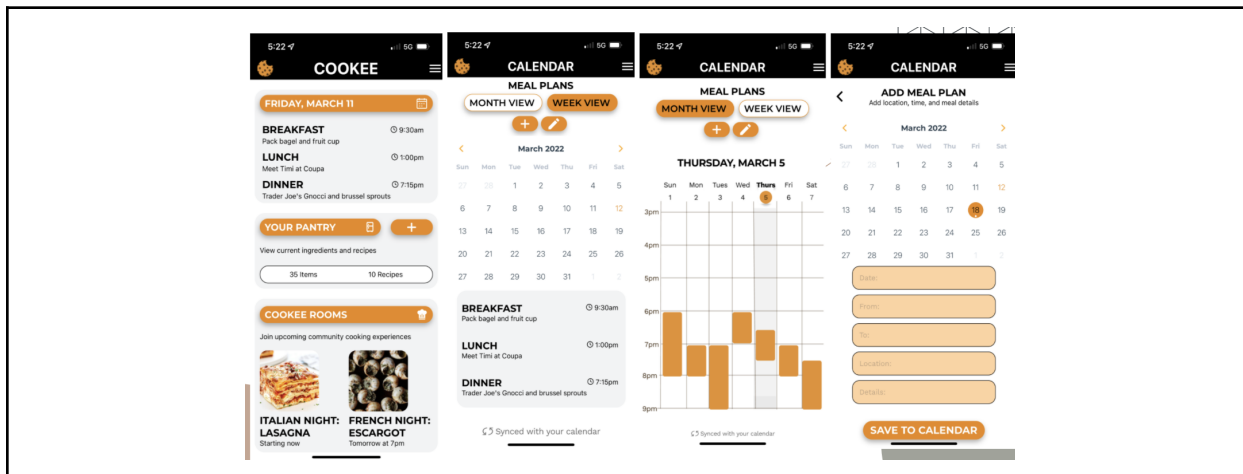 5:22
5G
COOKEE
FRIDAY, MARCH 11
BREAKFAST
9:30am
Pack bagel and fruit cup
LUNCH
1:00pm
Meet Timi at Coupa
DINNER
7:15pm
Trader Joe's Gnocci and brussel sprouts
YOUR PANTRY
+
View current ingredients and recipes
35 Items
10 Recipes
COOKEE ROOMS
Join upcoming community cooking experiences
ITALIAN NIGHT:
LASAGNA
Starting now
FRENCH NIGHT:
ESCARGOT
Tomorrow at 7pm
5:22
5G
CALENDAR
MEAL PLANS
MONTH VIEW
WEEK VIEW
+
< March 2022 >
Sun Mon Tue Wed Thu Fri Sat
27 28 1 2 3 4 5
6 7 8 9 10 11 12
13 14 15 16 17 18 19
20 21 22 23 24 25 26
27 28 29 30 31 1 2
BREAKFAST
9:30am
Pack bagel and fruit cup
LUNCH
1:00pm
Meet Timi at Coupa
DINNER
7:15pm
Trader Joe's Gnocci and brussel sprouts
Synced with your calendar
5:22
5G
CALENDAR
MEAL PLANS
MONTH VIEW
WEEK VIEW
+
THURSDAY, MARCH 5
Sun Mon Tues Wed Thurs Fri Sat
1 2 3 4 5 6 7
3pm
4pm
5pm
6pm
7pm
8pm
9pm
Synced with your calendar
5:22
5G
CALENDAR
< ADD MEAL PLAN
Add location, time, and meal details
< March 2022 >
Sun Mon Tue Wed Thu Fri Sat
27 28 1 2 3 4 5
6 7 8 9 10 11 12
13 14 15 16 17 18 19
20 21 22 23 24 25 26
27 28 29 30 31 1 2
Date:
From:
To:
Location:
Details:
SAVE TO CALENDAR